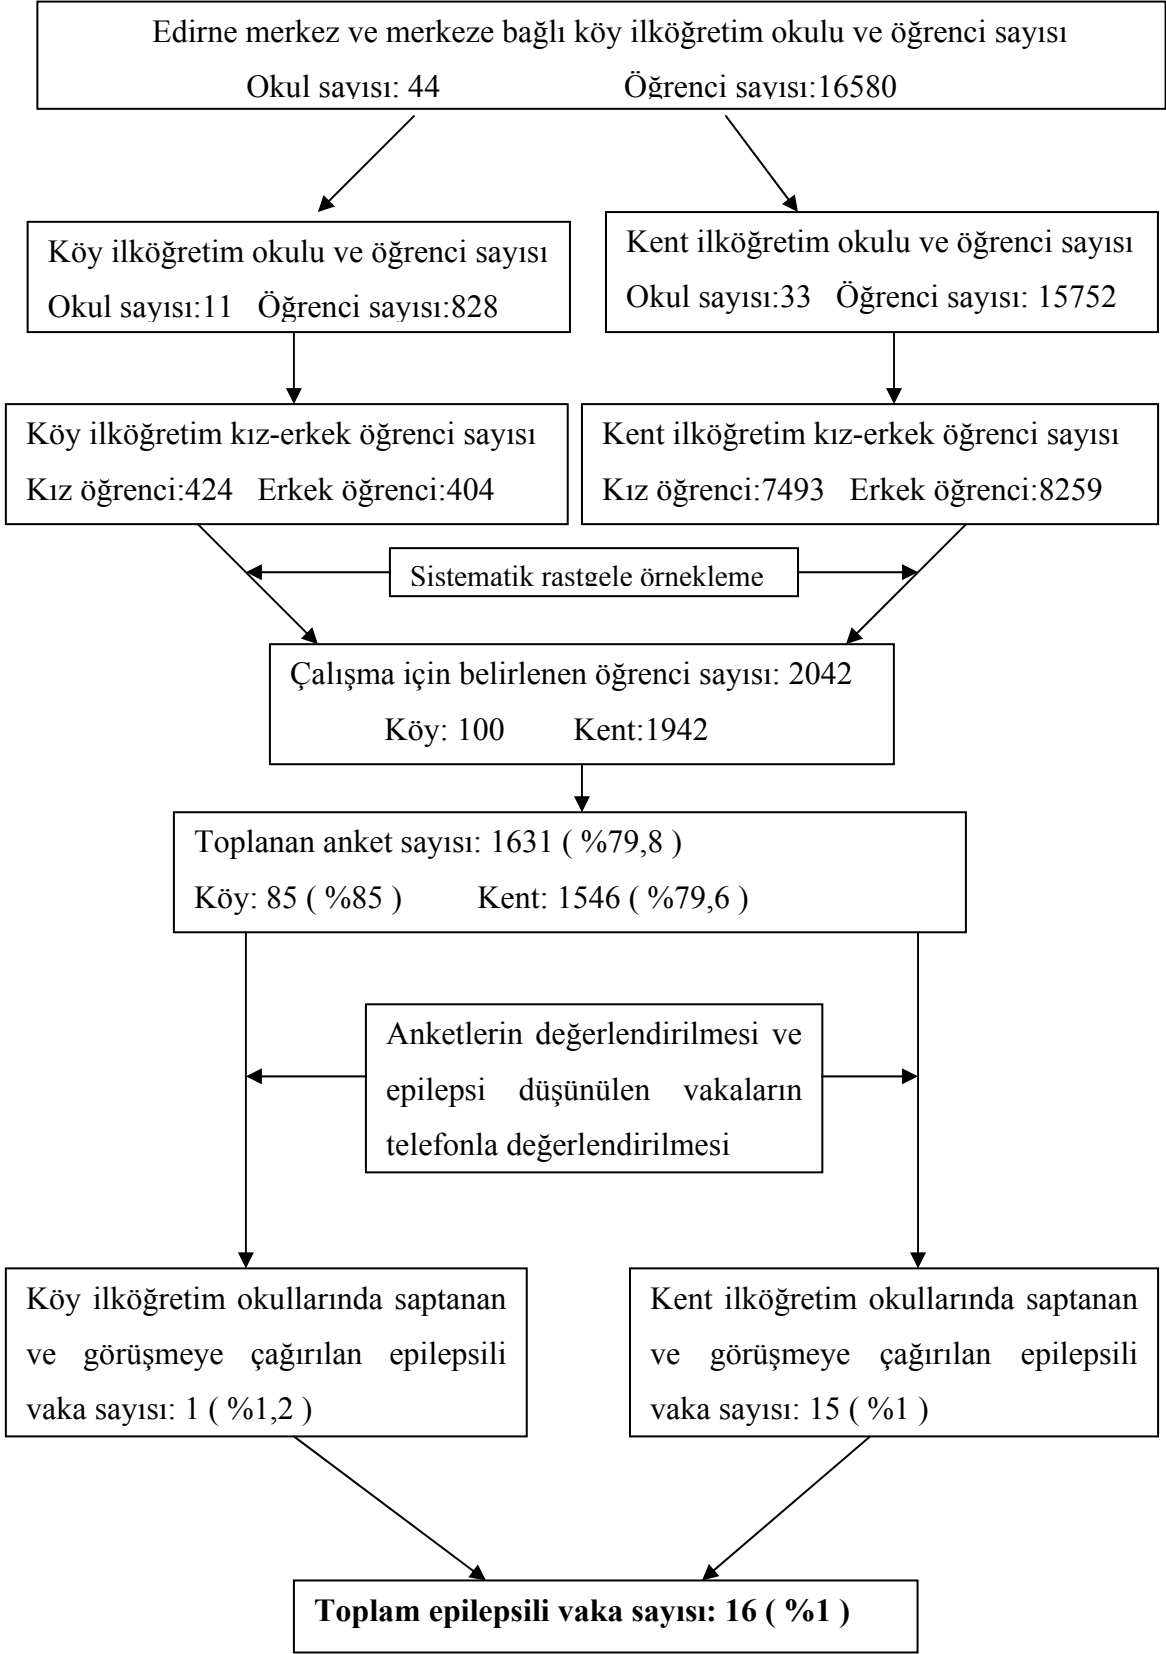 Edirne merkez ve merkeze bağlı köy ilköğretim okulu ve öğrenci sayısı
Okul sayısı: 44 Öğrenci sayısı:16580
Köy ilköğretim okulu ve öğrenci sayısı
Okul sayısı:11 Öğrenci sayısı:828
Kent ilköğretim okulu ve öğrenci sayısı
Okul sayısı:33 Öğrenci sayısı: 15752
Köy ilköğretim kız-erkek öğrenci sayısı
Kız öğrenci:424 Erkek öğrenci:404
Kent ilköğretim kız-erkek öğrenci sayısı
Kız öğrenci:7493 Erkek öğrenci:8259
Sistematik rastgele örnekleme
Çalışma için belirlenen öğrenci sayısı: 2042
Köy: 100 Kent:1942
Toplanan anket sayısı: 1631 ( %79,8 )
Köy: 85 ( %85 ) Kent: 1546 ( %79,6 )
Anketlerin değerlendirilmesi ve
epilepsi düşünülen vakaların
telefonla değerlendirilmesi
Köy ilköğretim okullarında saptanan
ve görüşmeye çağırılan epilepsili
vaka sayısı: 1 ( %1,2 )
Kent ilköğretim okullarında saptanan
ve görüşmeye çağırılan epilepsili
vaka sayısı: 15 ( %1 )
Toplam epilepsili vaka sayısı: 16 ( %1 )